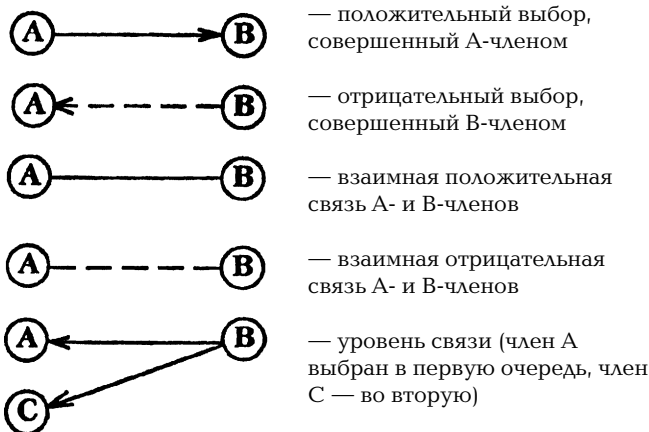 A B — положительный выбор,
совершенный А-членом
A B — отрицательный выбор,
совершенный В-членом
A B — взаимная положительная
связь А- и В-членов
A B — взаимная отрицательная
связь А- и В-членов
A B — уровень связи (член А
выбран в первую очередь, член
C С — во вторую)